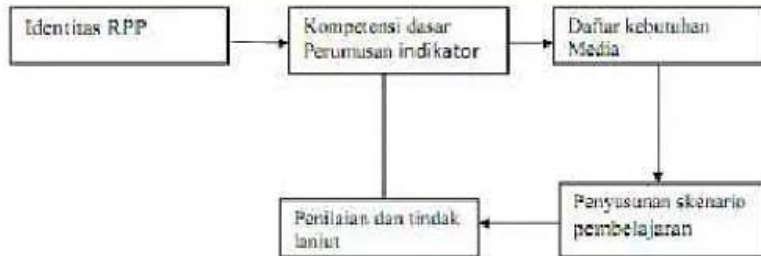 Identitas RPP
Kompetensi dasar
Perumusan indikator
Daftar kebutuhan
Media
Penyusunan skenario
pembelajaran
Penilaian dan tindak
lanjut